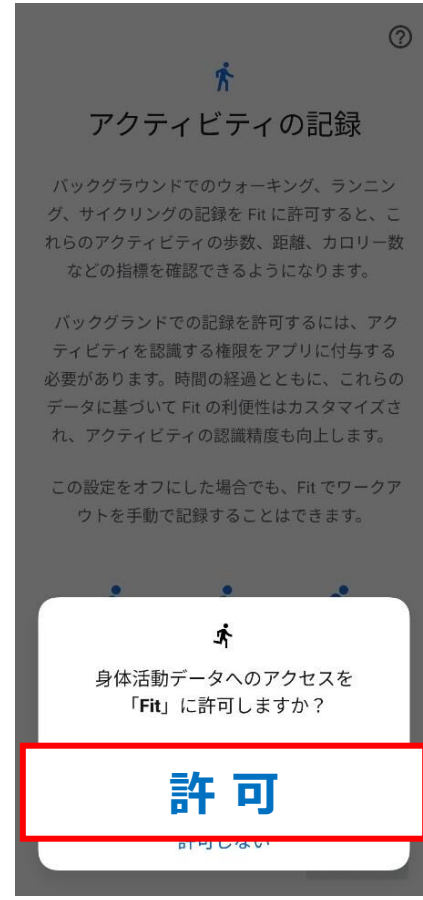 アクティビティの記録
バックグラウンドでのウォーキング、ランニン
グ、サイクリングの記録を Fit に許可すると、こ
れらのアクティビティの歩数、距離、カロリー数
などの指標を確認できるようになります。
バックグランドでの記録を許可するには、アク
ティビティを認識する権限をアプリに付与する
必要があります。時間の経過とともに、これらの
データに基づいて Fit の利便性はカスタマイズさ
れ、アクティビティの認識精度も向上します。
この設定をオフにした場合でも、Fit でワークア
ウトを手動で記録することはできます。
身体活動データへのアクセスを
「Fit」に許可しますか？
許可
許可しない